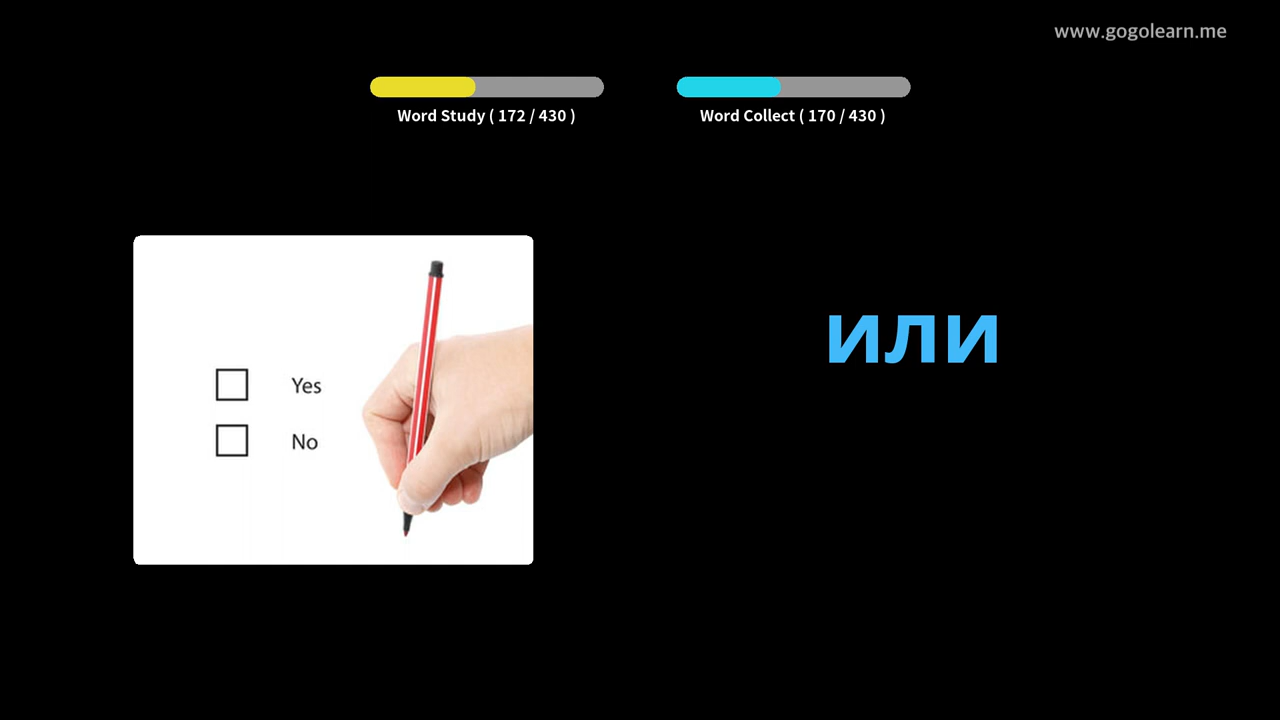 www.gogolearn.me
Word Study ( 172 / 430 )
Word Collect ( 170 / 430 )
Yes
No
или